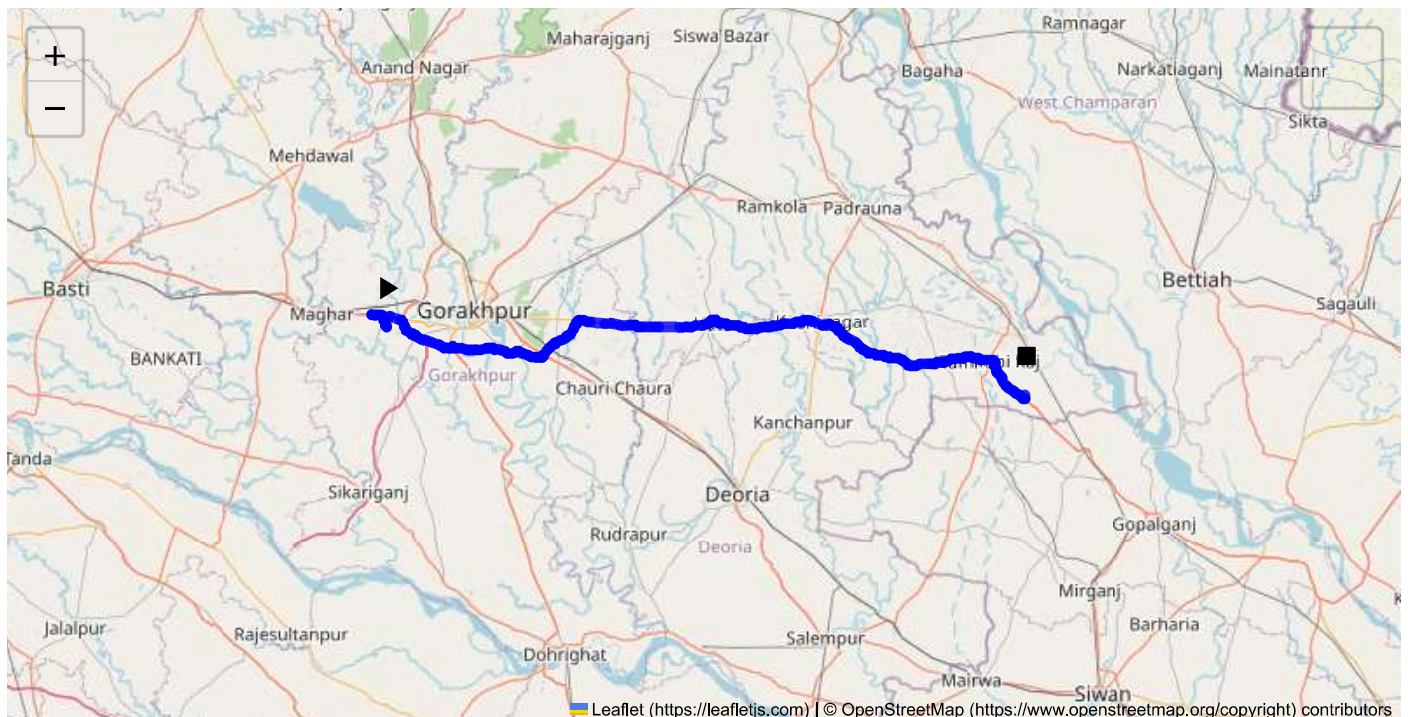 Ramnagar
Maharajganj
Siswa Bazar
+
Anand Nagar
Bagaha
Narkatiaganj
Mainatanr
West Champaran
−
Sikta
Mehdawal
Ramkola
Padrauna
Basti
Bettiah
Maghar
Gorakhpur
Sagauli
BANKATI
Gorakhpur
Chauri Chaura
Kanchanpur
Tanda
Sikariganj
Deoria
Gopalganj
Rudrapur
Deoria
Mirganj
Jalalpur
Rajesultanpur
Salempur
Barharia
Dohrighat
Mairwa
Siwan
Leaflet (https://leafletjs.com) | © OpenStreetMap (https://www.openstreetmap.org/copyright) contributors